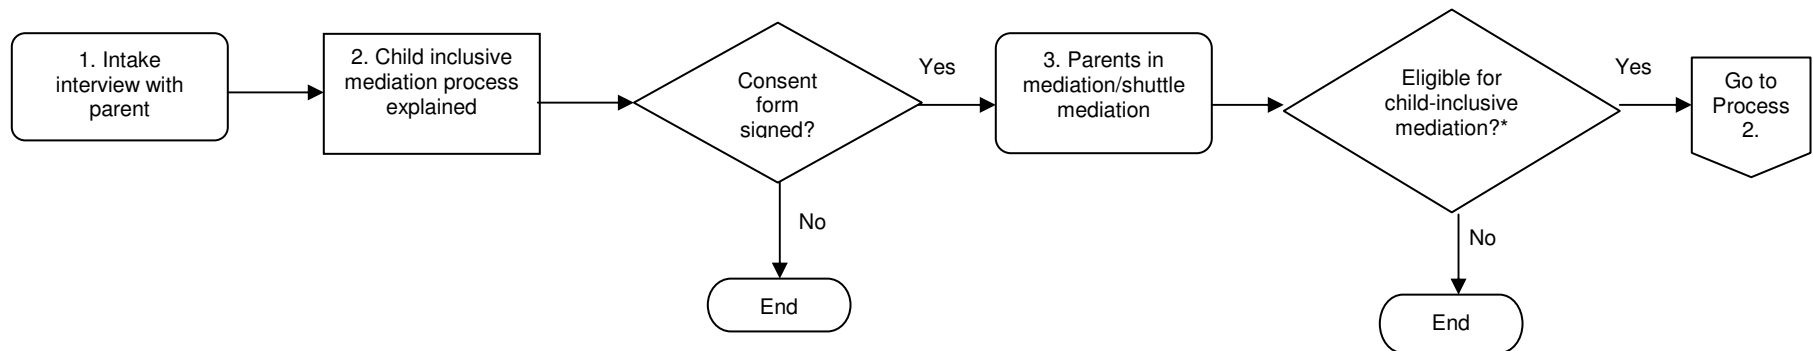 1. Intake
interview with
parent
2. Child inclusive
mediation process
explained
Consent
form
signed?
Yes
No
End
3. Parents in
mediation/shuttle
mediation
Eligible for
child-inclusive
mediation?*
Yes
No
End
Go to
Process
2.